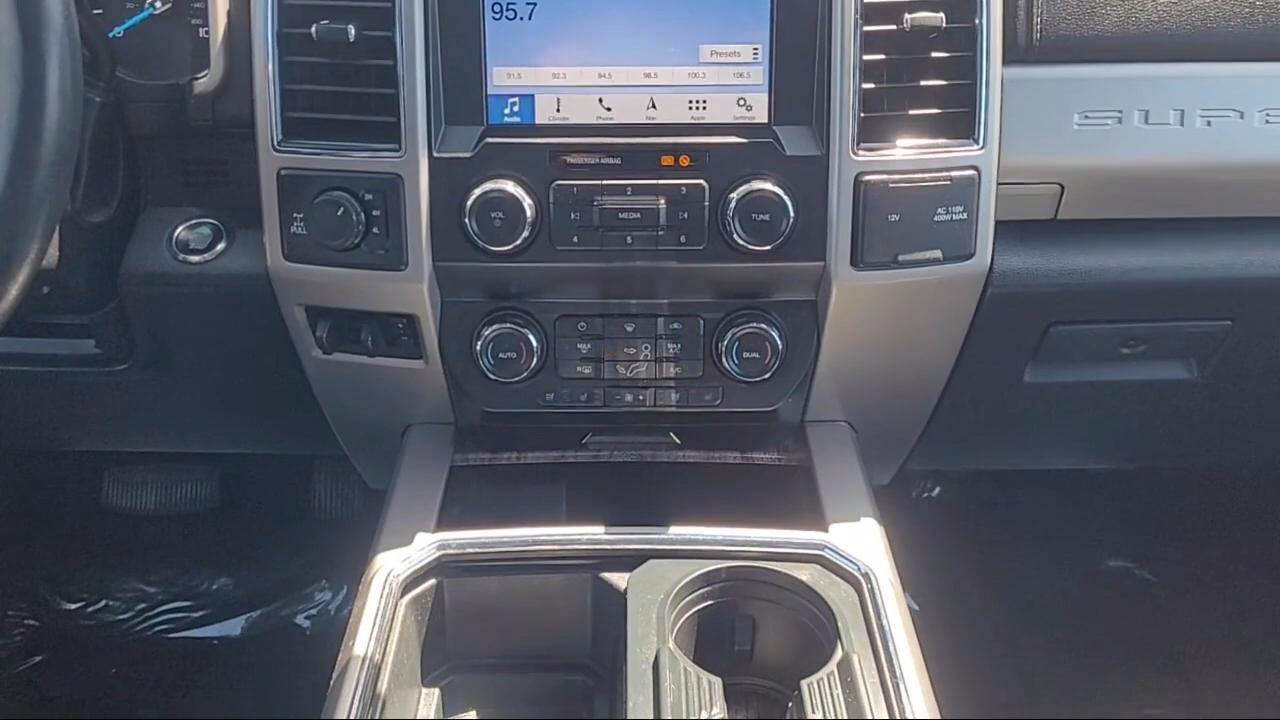 95.7
Presets
91.5 92.3 94.5 98.5 100.3 106.5
Audio Climate Phone Nav Apps Settings
PASSENGER AIRBAG
SUPE
1 2 3
VOL
MEDIA
TUNE
4 5 6
2H
4H
4L
PULL
12V
AC 110V
400W MAX
AUTO
MAX
MAX
A/C
DUAL
R
A/C